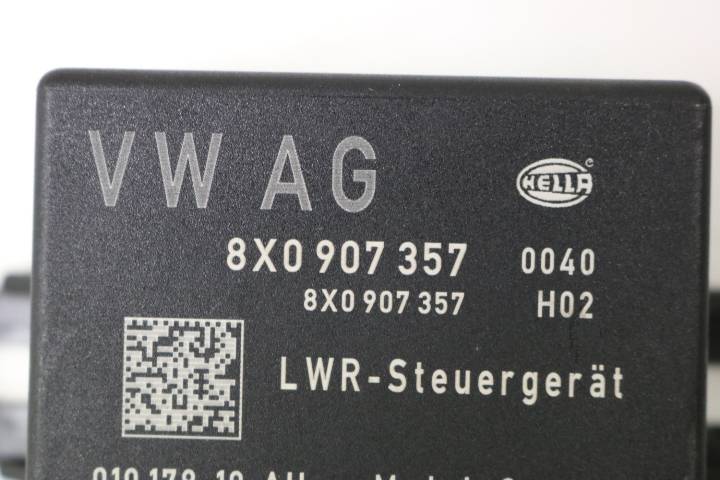 VW AG
HELLA
8X0 907 357 0040
8X0 907 357 H02
LWR-Steuergerät